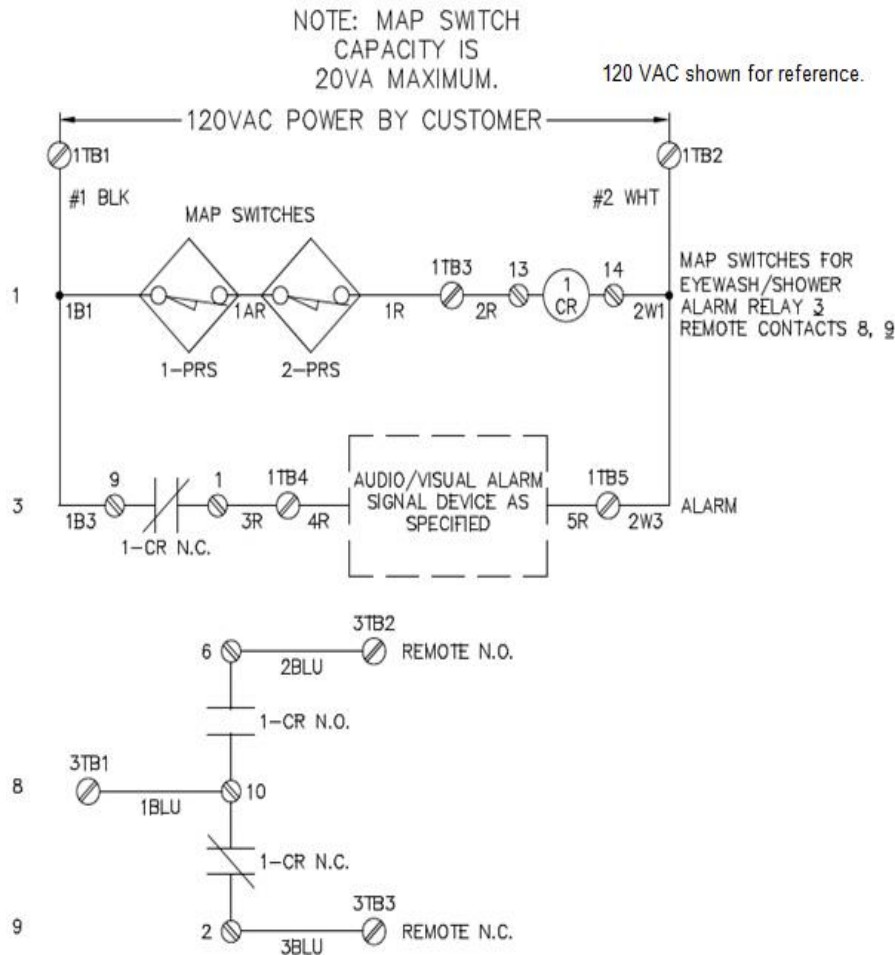 NOTE: MAP SWITCH
CAPACITY IS
20VA MAXIMUM.
120 VAC shown for reference.
120VAC POWER BY CUSTOMER
1TB1
1TB2
#1 BLK
#2 WHT
MAP SWITCHES
1
1B1
1AR
1R
1TB3
2R
13
1
CR
14
2W1
MAP SWITCHES FOR
EYEWASH/SHOWER
ALARM RELAY 3
REMOTE CONTACTS 8, 9
1-PRS
2-PRS
3
1B3
9
1-CR N.C.
1
3R
1TB4
4R
AUDIO/VISUAL ALARM
SIGNAL DEVICE AS
SPECIFIED
5R
1TB5
2W3
ALARM
6
2BLU
3TB2
REMOTE N.O.
1-CR N.O.
8
3TB1
1BLU
10
1-CR N.C.
9
2
3BLU
3TB3
REMOTE N.C.